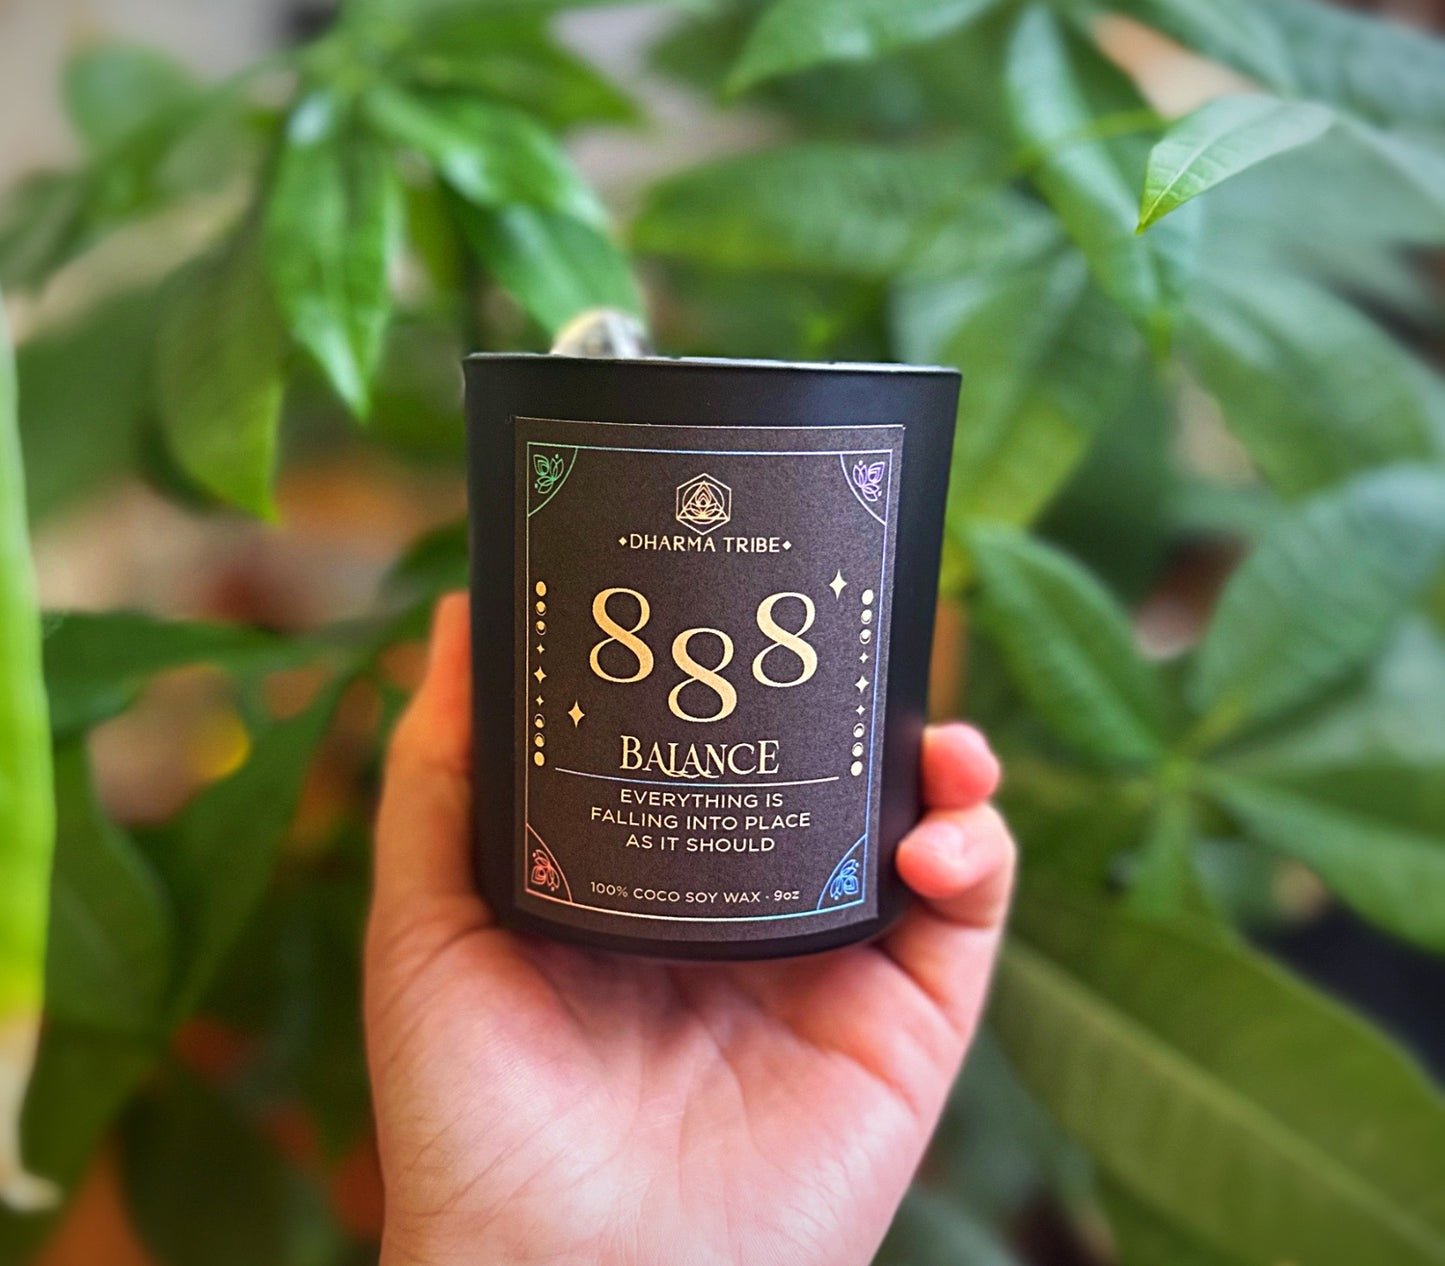 DHARMA TRIBE
888
BALANCE
EVERYTHING IS
FALLING INTO PLACE
AS IT SHOULD
100% COCO SOY WAX · 9oz